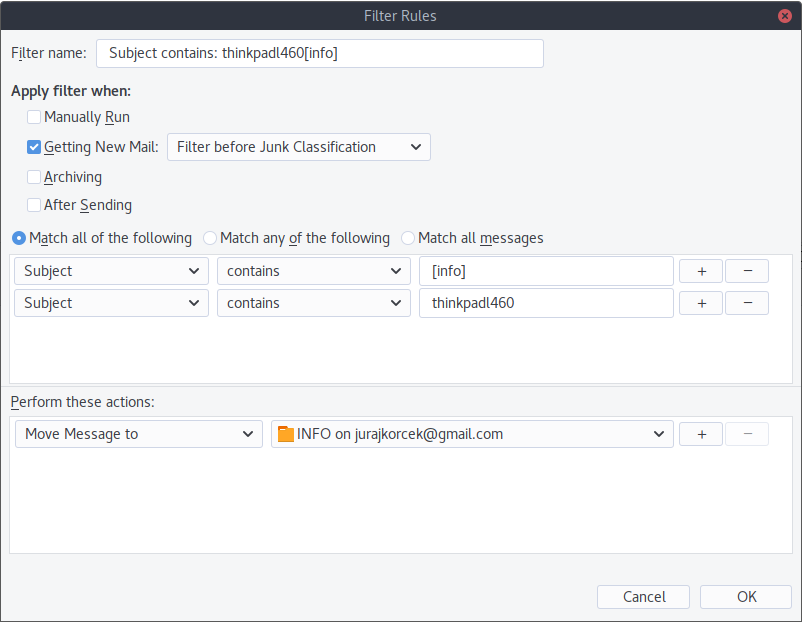 Filter Rules
Filter name: Subject contains: thinkpadl460[info]
Apply filter when:
Manually Run
Getting New Mail: Filter before Junk Classification
Archiving
After Sending
Match all of the following Match any of the following Match all messages
Subject contains [info] + −
Subject contains thinkpadl460 + −
Perform these actions:
Move Message to INFO on jurajkorcek@gmail.com + −
Cancel OK